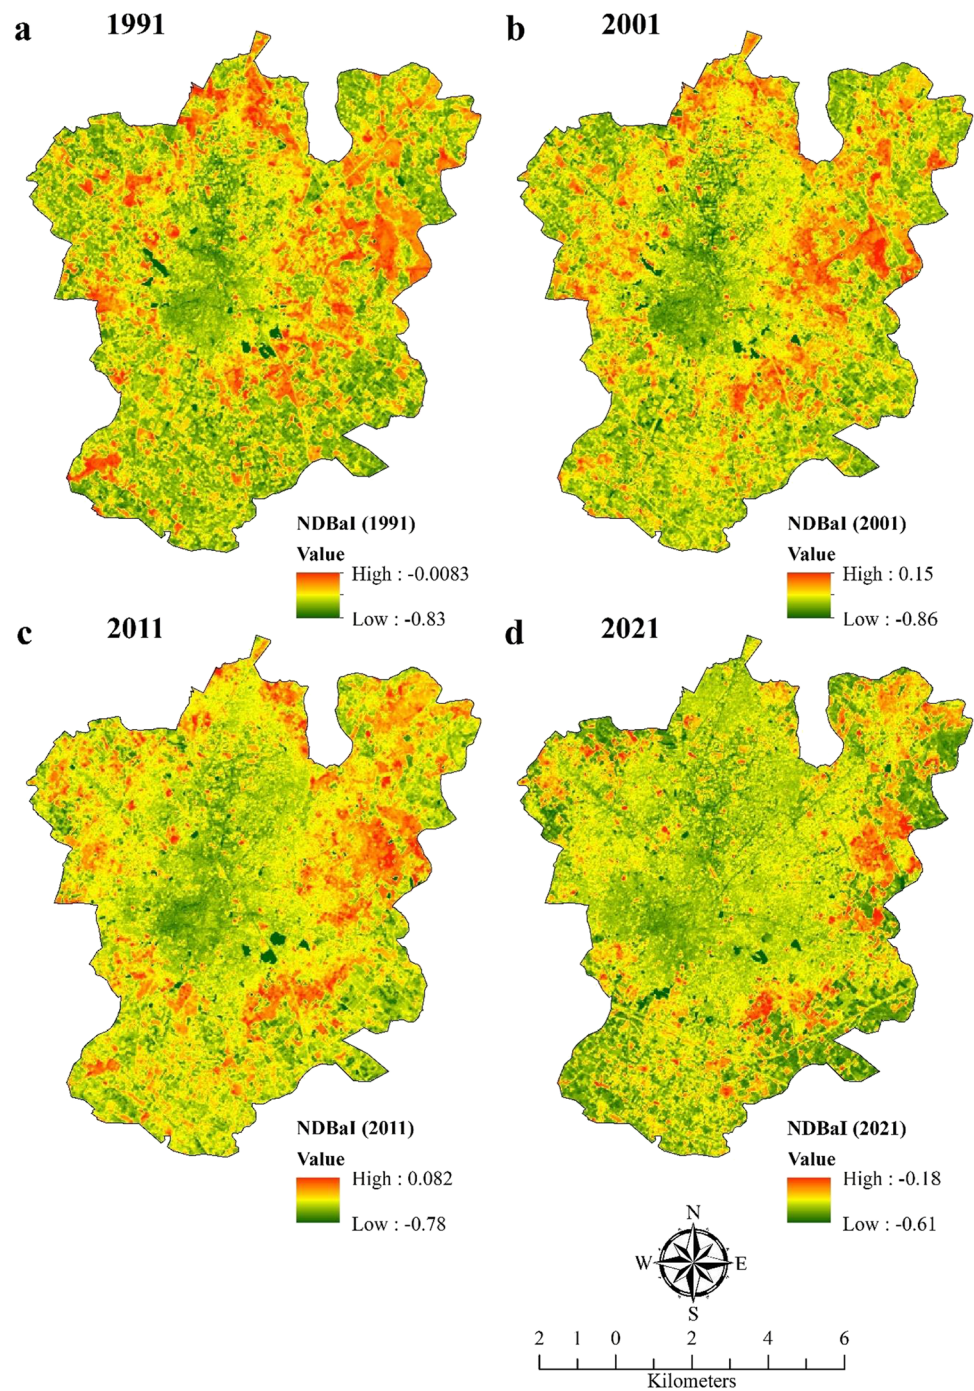 a 1991
b 2001
NDBaI (1991)
Value
High : -0.0083
Low : -0.83
NDBaI (2001)
Value
High : 0.15
Low : -0.86
c 2011
d 2021
NDBaI (2011)
Value
High : 0.082
Low : -0.78
NDBaI (2021)
Value
High : -0.18
Low : -0.61
N
W E
S
2 1 0 2 4 6
Kilometers